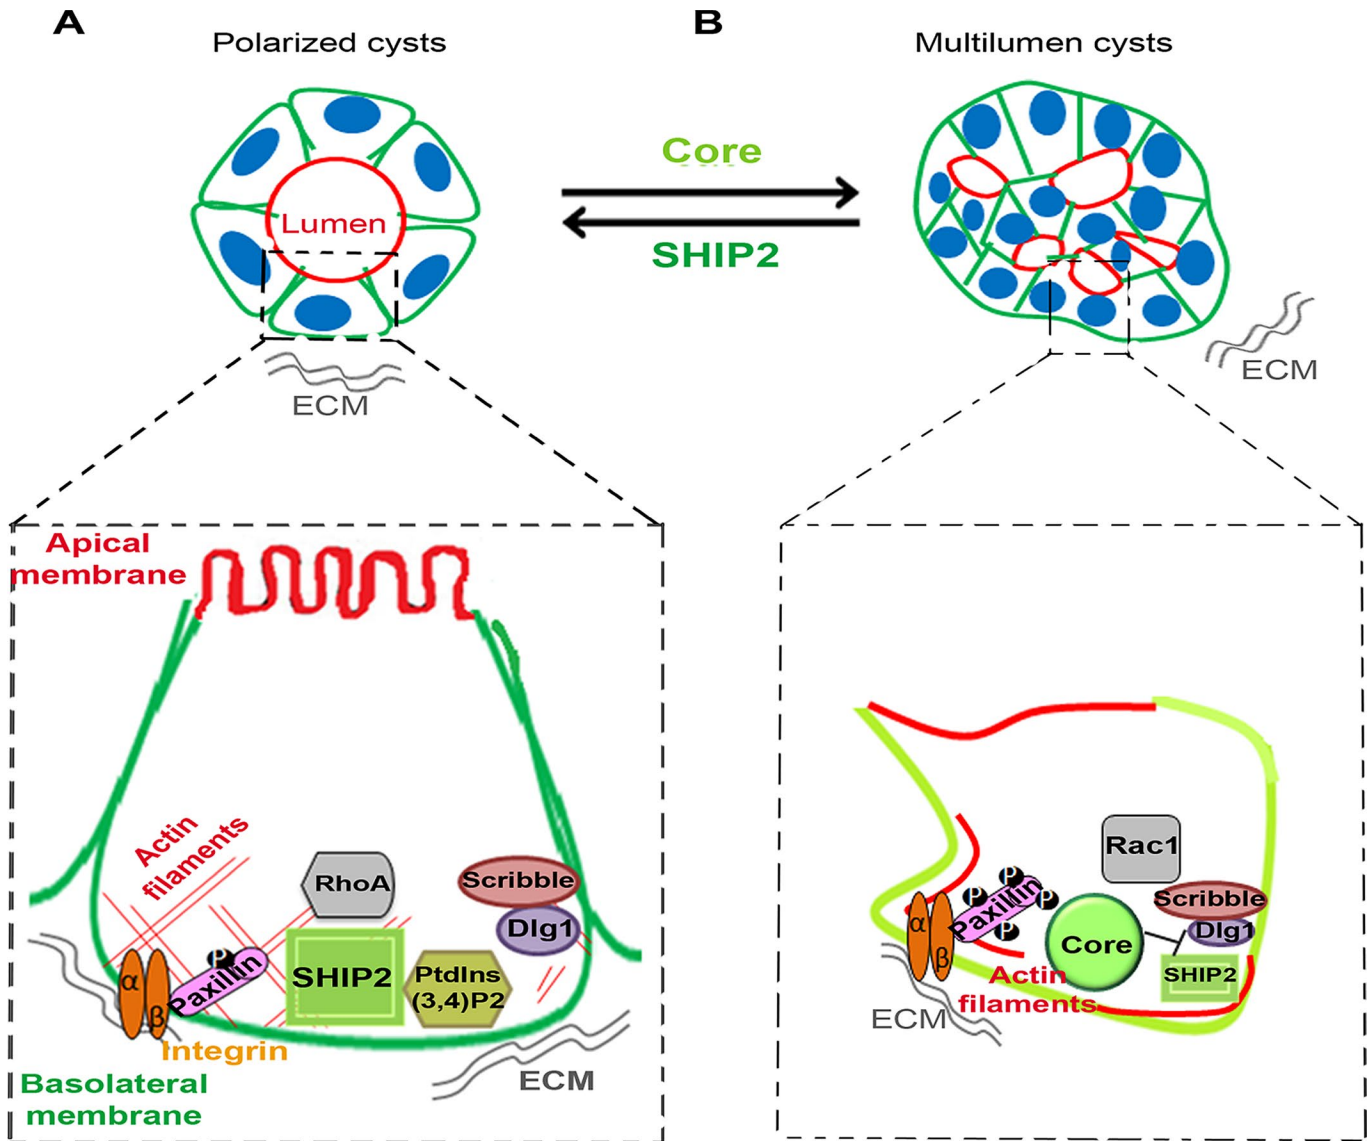 A
B
Polarized cysts
Multilumen cysts
Core
Lumen
SHIP2
ECM
ECM
Apical
membrane
Actin
filaments
RhoA
Scribble
Dlg1
P
Paxillin
SHIP2
PtdIns
(3,4)P2
α
β
Integrin
ECM
Basolateral
membrane
Rac1
P
P
P
P
Paxillin
Scribble
Dlg1
Core
SHIP2
α
β
Actin
filaments
ECM